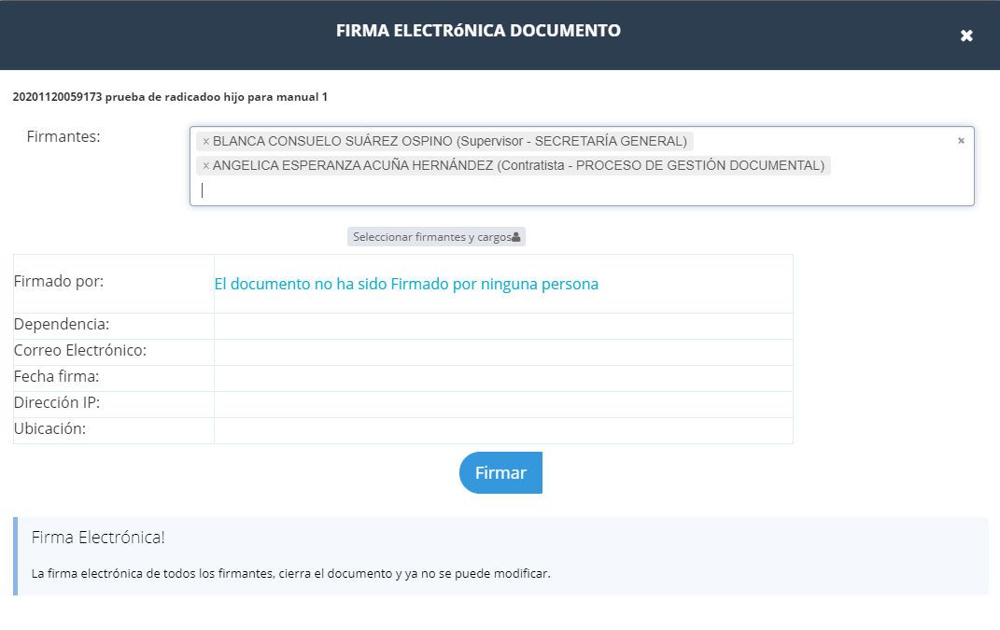 FIRMA ELECTRóNICA DOCUMENTO
20201120059173 prueba de radicadoo hijo para manual 1
Firmantes:
× BLANCA CONSUELO SUÁREZ OSPINO (Supervisor - SECRETARÍA GENERAL)
× ANGELICA ESPERANZA ACUÑA HERNÁNDEZ (Contratista - PROCESO DE GESTIÓN DOCUMENTAL)
Seleccionar firmantes y cargos
Firmado por: El documento no ha sido Firmado por ninguna persona
Dependencia:
Correo Electrónico:
Fecha firma:
Dirección IP:
Ubicación:
Firmar
Firma Electrónica!
La firma electrónica de todos los firmantes, cierra el documento y ya no se puede modificar.